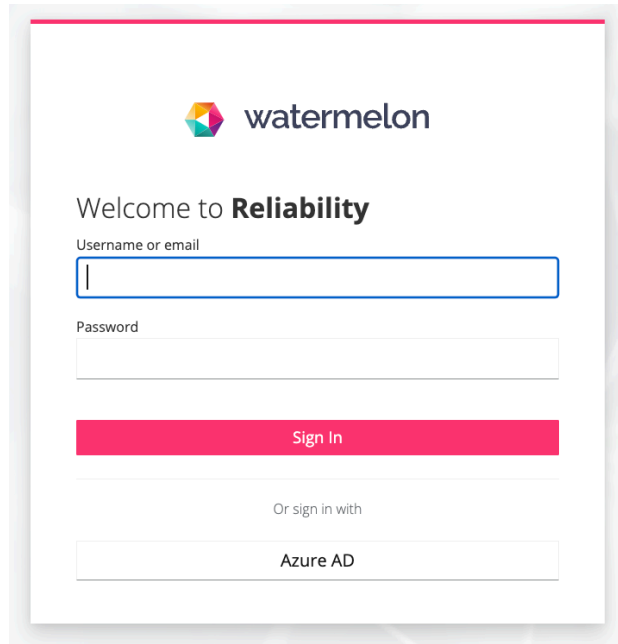 watermelon
Welcome to Reliability
Username or email
Password
Sign In
Or sign in with
Azure AD